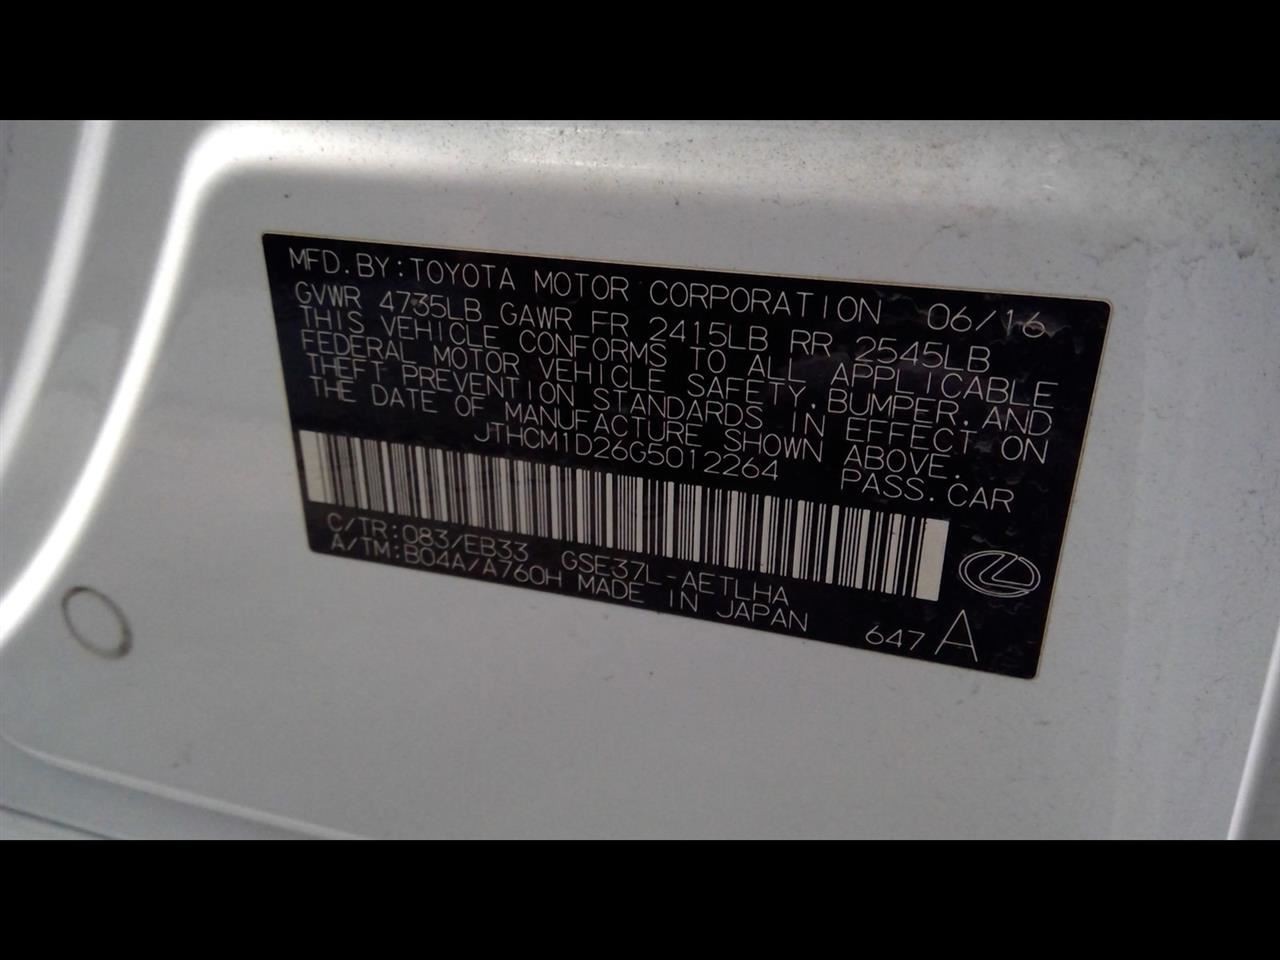 MFD.BY:TOYOTA MOTOR CORPORATION 06/16
GVWR 4735LB GAWR FR 2415LB RR 2545LB
THIS VEHICLE CONFORMS TO ALL APPLICABLE
FEDERAL MOTOR VEHICLE SAFETY,BUMPER,AND
THEFT PREVENTION STANDARDS IN EFFECT ON
THE DATE OF MANUFACTURE SHOWN ABOVE.
JTHCM1D26G5012264 PASS.CAR
C/TR:083/EB33 GSE37L-AETLHA
A/TM:B04A/A760H MADE IN JAPAN
647 A